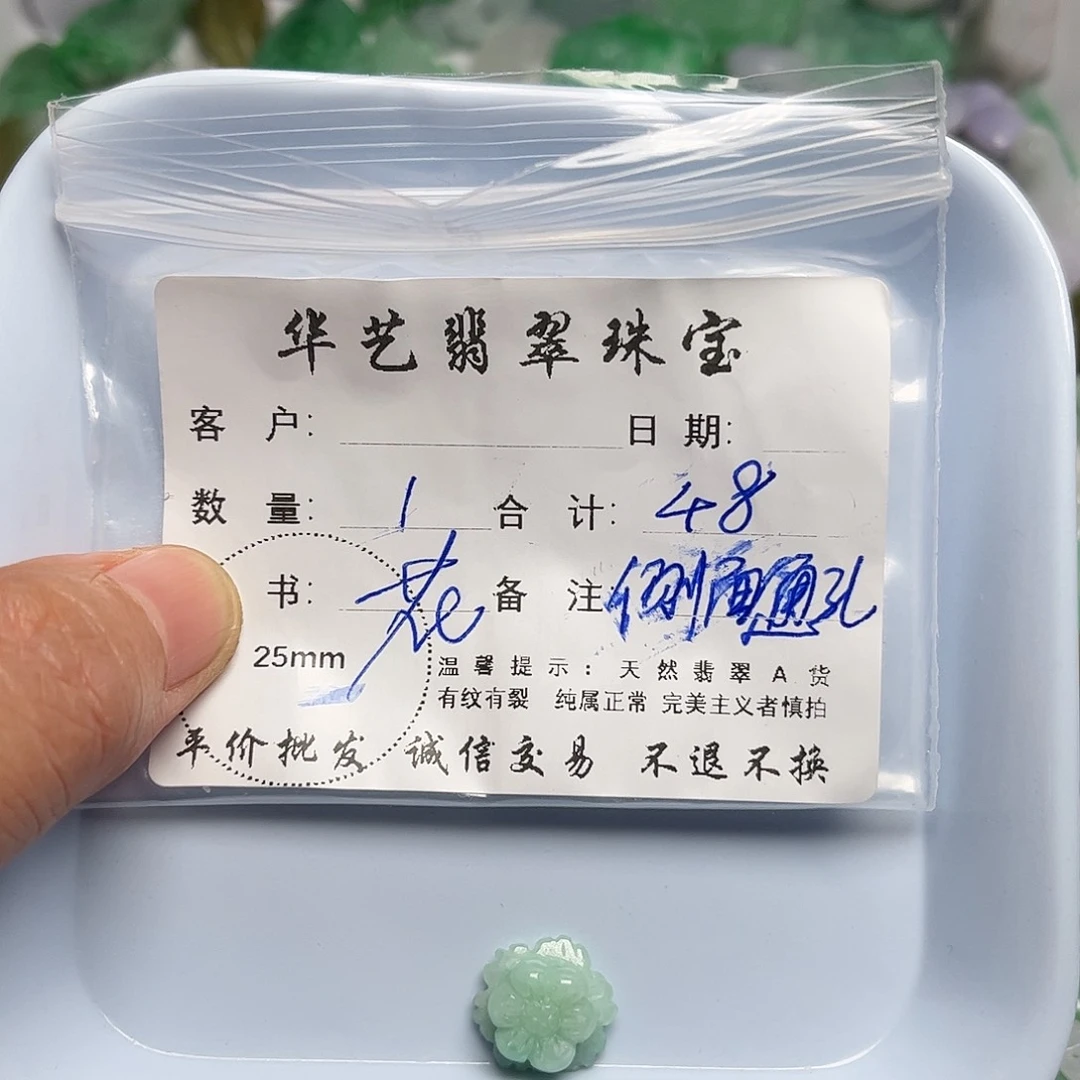 华艺翡翠珠宝
客 户: 日 期:
数 量: 1 合 计: 48
书: 花 备 注: 侧面通孔
25mm
温馨提示: 天然翡翠A货
有纹有裂 纯属正常 完美主义者慎拍
平价批发 诚信交易 不退不换